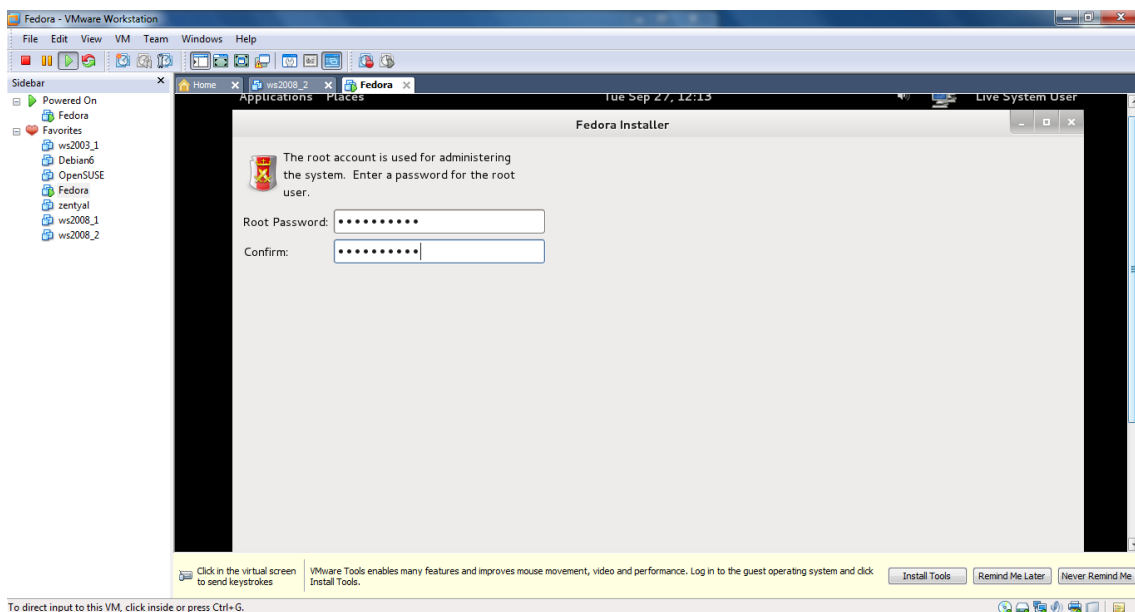 Fedora - VMware Workstation
File Edit View VM Team Windows Help
Sidebar
Home ws2008_2 Fedora
Powered On
Fedora
Favorites
ws2003_1
Debian6
OpenSUSE
Fedora
zentyal
ws2008_1
ws2008_2
Applications Places Tue Sep 27, 12:13 Live System User
Fedora Installer
The root account is used for administering
the system. Enter a password for the root
user.
Root Password: ••••••••••
Confirm: ••••••••••
Click in the virtual screen
to send keystrokes
VMware Tools enables many features and improves mouse movement, video and performance. Log in to the guest operating system and click
Install Tools.
Install Tools Remind Me Later Never Remind Me
To direct input to this VM, click inside or press Ctrl+G.